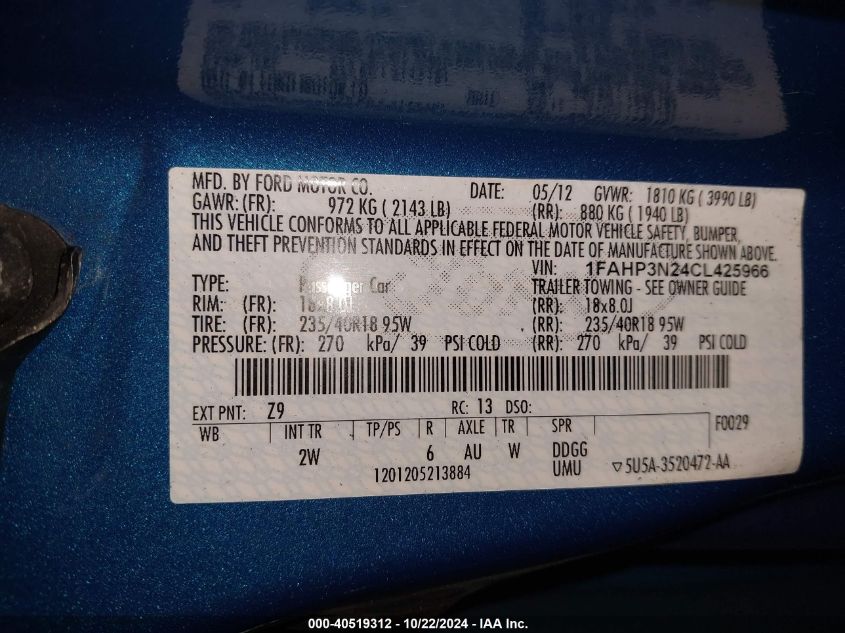 MFD. BY FORD MOTOR CO. DATE: 05/12 GVWR: 1810 KG ( 3990 LB)
GAWR: (FR): 972 KG ( 2143 LB) (RR): 880 KG ( 1940 LB)
THIS VEHICLE CONFORMS TO ALL APPLICABLE FEDERAL MOTOR VEHICLE SAFETY, BUMPER,
AND THEFT PREVENTION STANDARDS IN EFFECT ON THE DATE OF MANUFACTURE SHOWN ABOVE.
VIN: 1FAHP3N24CL425966
TYPE: Passenger Car TRAILER TOWING - SEE OWNER GUIDE
RIM: (FR): 18x8.0J (RR): 18x8.0J
TIRE: (FR): 235/40R18 95W (RR): 235/40R18 95W
PRESSURE: (FR): 270 kPa/ 39 PSI COLD (RR): 270 kPa/ 39 PSI COLD
EXT PNT: Z9 RC: 13 DSO:
F0029
WB INT TR TP/PS R AXLE TR SPR
2W 6 AU W DDGG
1201205213884 UMU ▽5U5A-3520472-AA
000-40519312 - 10/22/2024 - IAA Inc.